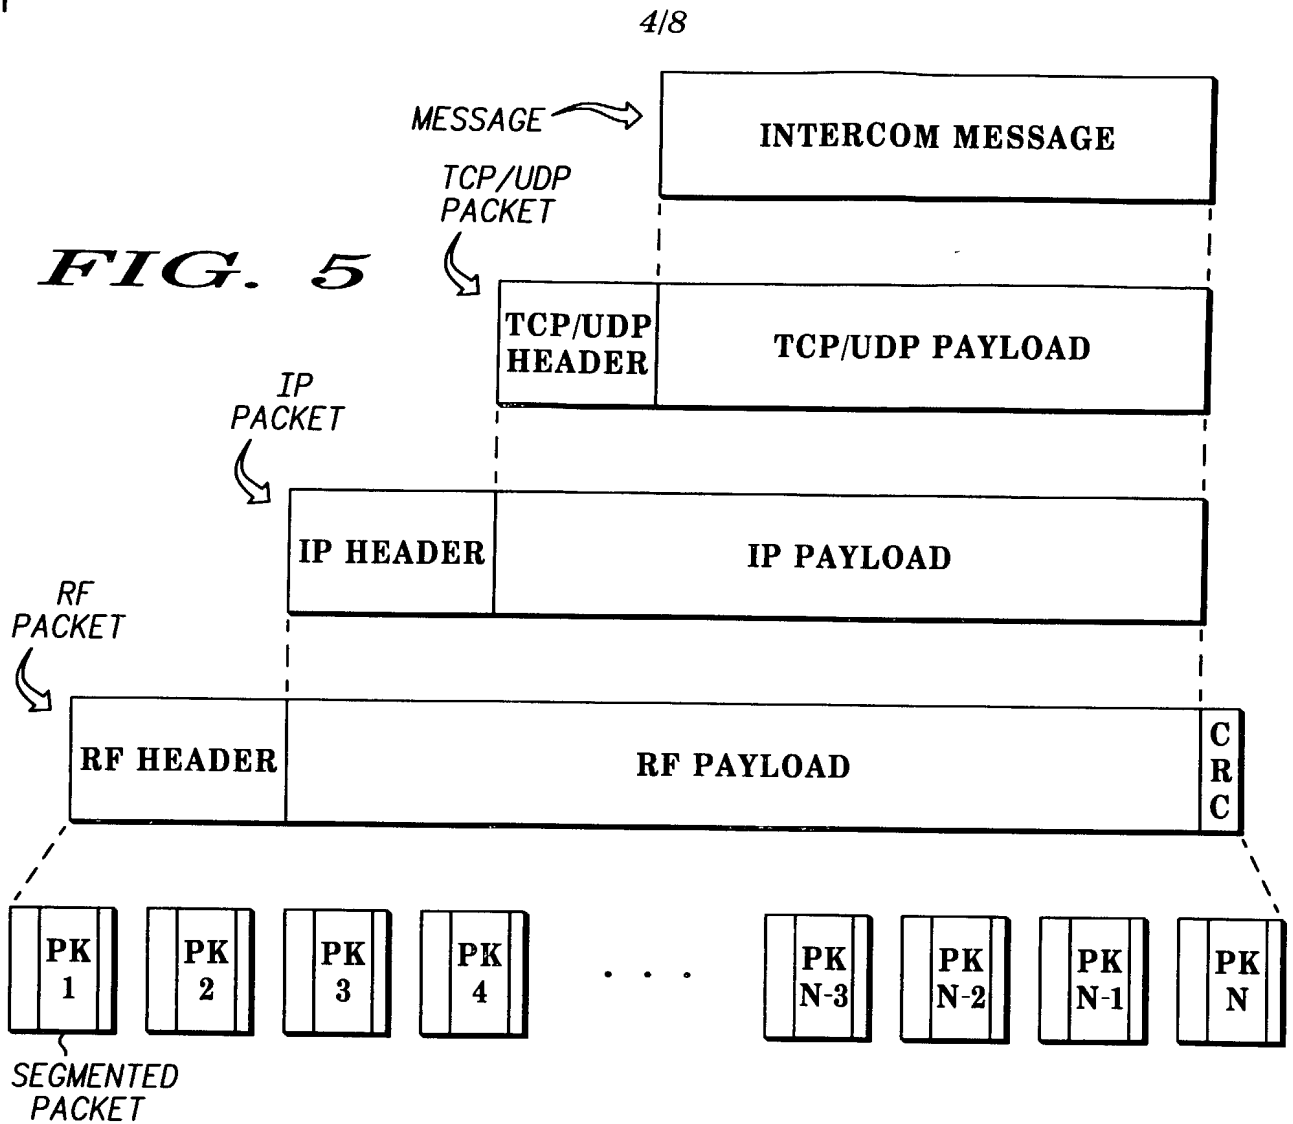 4/8
MESSAGE
INTERCOM MESSAGE
TCP/UDP
PACKET
FIG. 5
TCP/UDP
HEADER
TCP/UDP PAYLOAD
IP
PACKET
IP HEADER
IP PAYLOAD
RF
PACKET
RF HEADER
RF PAYLOAD
C
R
C
PK
1
PK
2
PK
3
PK
4
. . .
PK
N-3
PK
N-2
PK
N-1
PK
N
SEGMENTED
PACKET